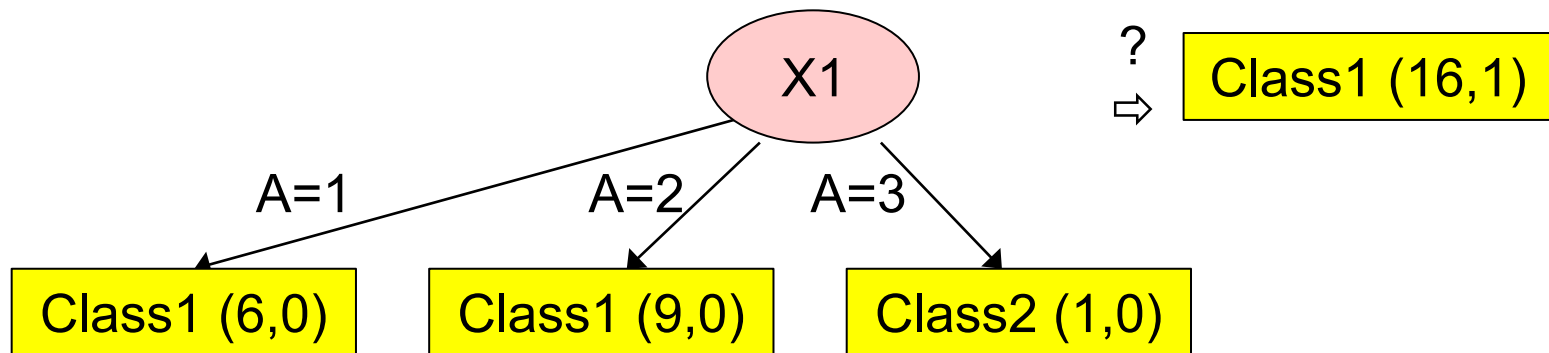 X1
?
⇨ Class1 (16,1)
A=1
A=2
A=3
Class1 (6,0)
Class1 (9,0)
Class2 (1,0)